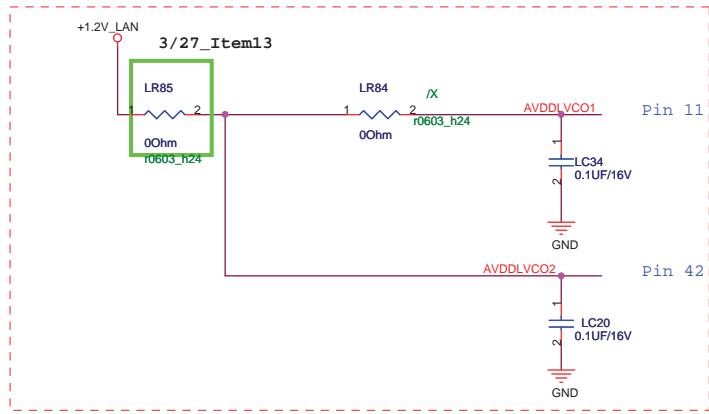 +1.2V_LAN
3/27_Item13
LR85
1 2
0Ohm
r0603_h24
LR84
/X
1 2
r0603_h24
0Ohm
AVDDLVCO1
Pin 11
1
LC34
0.1UF/16V
2
GND
AVDDLVCO2
Pin 42
1
LC20
0.1UF/16V
2
GND